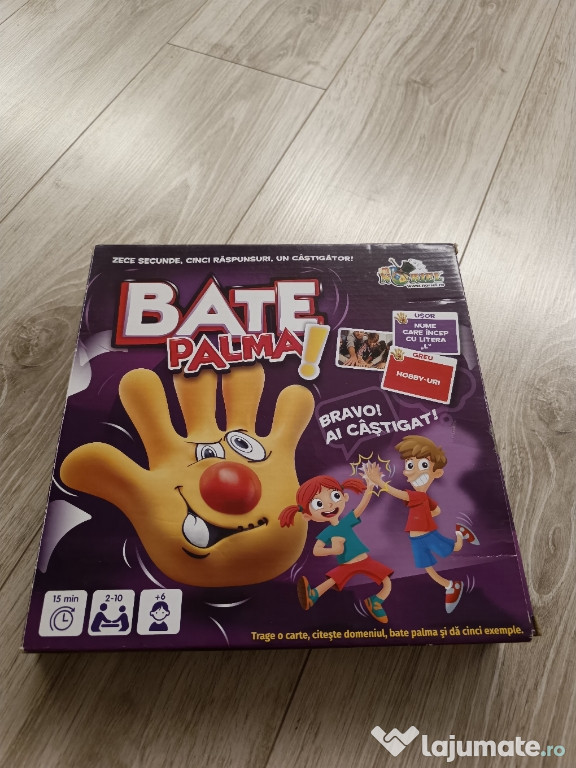 ZECE SECUNDE, CINCI RĂSPUNSURI, UN CÂȘTIGĂTOR!
NORIEL
BATE
PALMA!
UȘOR
NUME
CARE ÎNCEP
CU LITERA
„L”
GREU
HOBBY-URI
BRAVO!
AI CÂȘTIGAT!
15 min
2-10
+6
Trage o carte, citește domeniul, bate palma și dă cinci exemple.
lajumate.ro